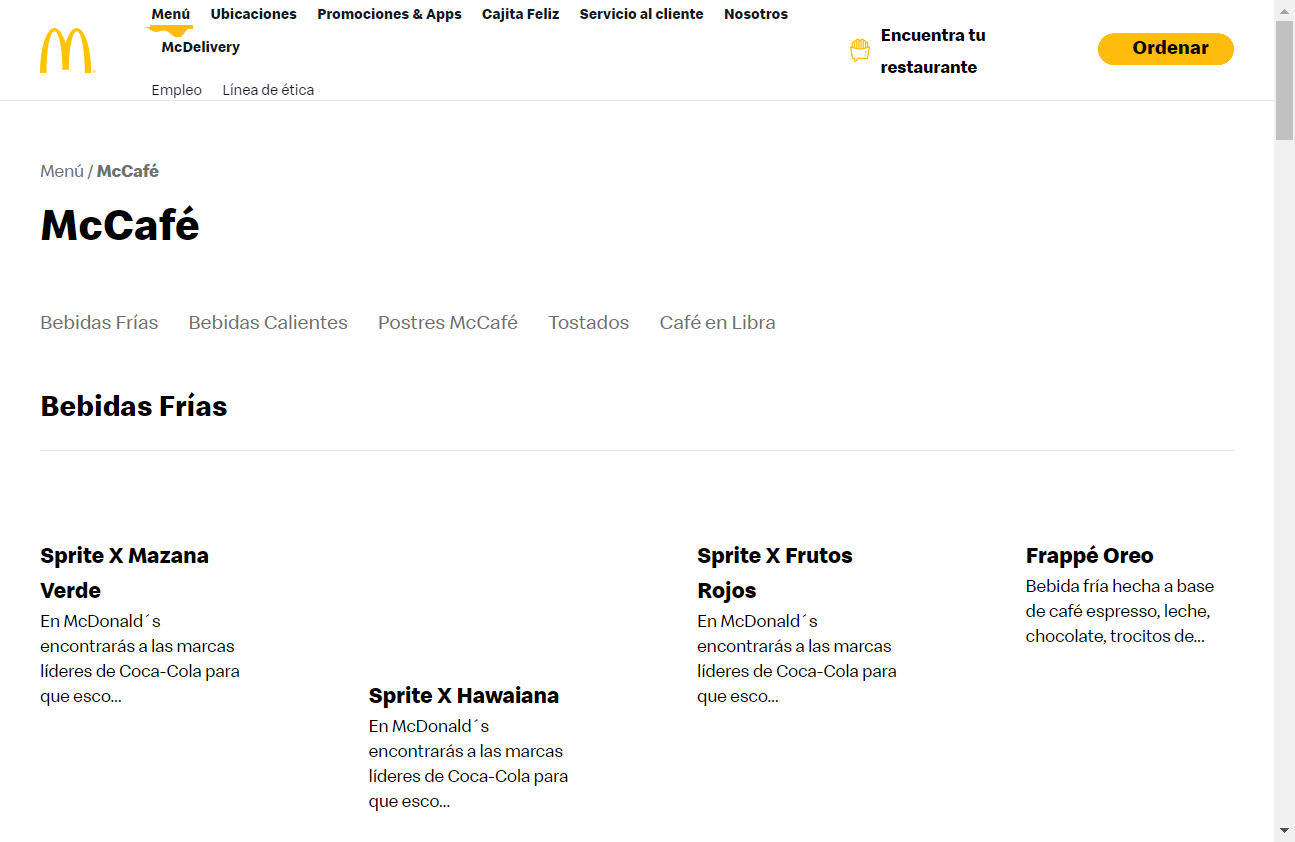 Menú Ubicaciones Promociones & Apps Cajita Feliz Servicio al cliente Nosotros
McDelivery
Empleo Línea de ética
Encuentra tu
restaurante
Ordenar
Menú / McCafé
McCafé
Bebidas Frías Bebidas Calientes Postres McCafé Tostados Café en Libra
Bebidas Frías
Sprite X Mazana
Verde
En McDonald´s
encontrarás a las marcas
líderes de Coca-Cola para
que esco...
Sprite X Hawaiana
En McDonald´s
encontrarás a las marcas
líderes de Coca-Cola para
que esco...
Sprite X Frutos
Rojos
En McDonald´s
encontrarás a las marcas
líderes de Coca-Cola para
que esco...
Frappé Oreo
Bebida fría hecha a base
de café espresso, leche,
chocolate, trocitos de...